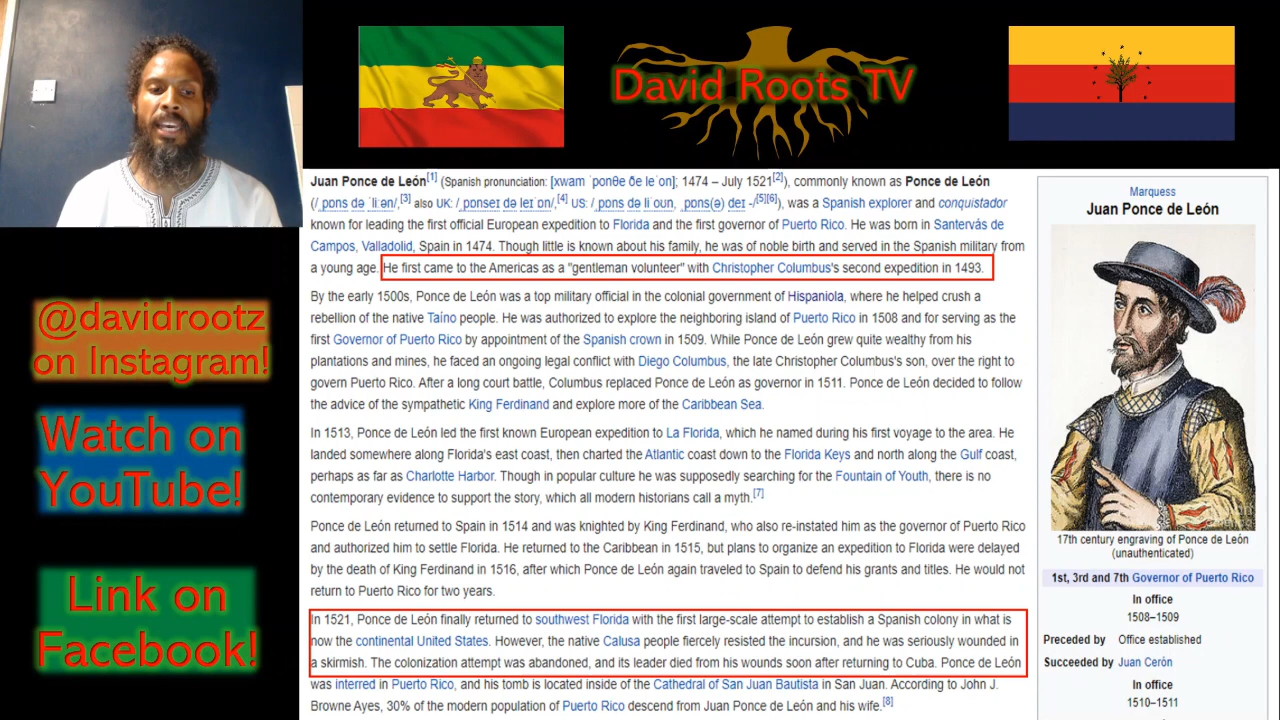 David Roots TV
@davidrootz
on Instagram!
Watch on
YouTube!
Link on
Facebook!
Juan Ponce de León[1] (Spanish pronunciation: [xwam ˈponθe ðe leˈon]; 1474 – July 1521[2]), commonly known as Ponce de León
(/ˌpɒns də ˈliːən/,[3] also UK: /ˌpɒnseɪ də leɪˈɒn/,[4] US: /ˌpɒns də liˈoʊn, ˌpɒns(ə) deɪ -/[5][6]), was a Spanish explorer and conquistador
known for leading the first official European expedition to Florida and the first governor of Puerto Rico. He was born in Santervás de
Campos, Valladolid, Spain in 1474. Though little is known about his family, he was of noble birth and served in the Spanish military from
a young age. He first came to the Americas as a "gentleman volunteer" with Christopher Columbus's second expedition in 1493.
By the early 1500s, Ponce de León was a top military official in the colonial government of Hispaniola, where he helped crush a
rebellion of the native Taíno people. He was authorized to explore the neighboring island of Puerto Rico in 1508 and for serving as the
first Governor of Puerto Rico by appointment of the Spanish crown in 1509. While Ponce de León grew quite wealthy from his
plantations and mines, he faced an ongoing legal conflict with Diego Columbus, the late Christopher Columbus's son, over the right to
govern Puerto Rico. After a long court battle, Columbus replaced Ponce de León as governor in 1511. Ponce de León decided to follow
the advice of the sympathetic King Ferdinand and explore more of the Caribbean Sea.
In 1513, Ponce de León led the first known European expedition to La Florida, which he named during his first voyage to the area. He
landed somewhere along Florida's east coast, then charted the Atlantic coast down to the Florida Keys and north along the Gulf coast,
perhaps as far as Charlotte Harbor. Though in popular culture he was supposedly searching for the Fountain of Youth, there is no
contemporary evidence to support the story, which all modern historians call a myth.[7]
Ponce de León returned to Spain in 1514 and was knighted by King Ferdinand, who also re-instated him as the governor of Puerto Rico
and authorized him to settle Florida. He returned to the Caribbean in 1515, but plans to organize an expedition to Florida were delayed
by the death of King Ferdinand in 1516, after which Ponce de León again traveled to Spain to defend his grants and titles. He would not
return to Puerto Rico for two years.
In 1521, Ponce de León finally returned to southwest Florida with the first large-scale attempt to establish a Spanish colony in what is
now the continental United States. However, the native Calusa people fiercely resisted the incursion, and he was seriously wounded in
a skirmish. The colonization attempt was abandoned, and its leader died from his wounds soon after returning to Cuba. Ponce de León
was interred in Puerto Rico, and his tomb is located inside of the Cathedral of San Juan Bautista in San Juan. According to John J.
Browne Ayes, 30% of the modern population of Puerto Rico descend from Juan Ponce de León and his wife.[8]
Marquess
Juan Ponce de León
17th century engraving of Ponce de León
(unauthenticated)
1st, 3rd and 7th Governor of Puerto Rico
In office
1508–1509
Preceded by Office established
Succeeded by Juan Cerón
In office
1510–1511